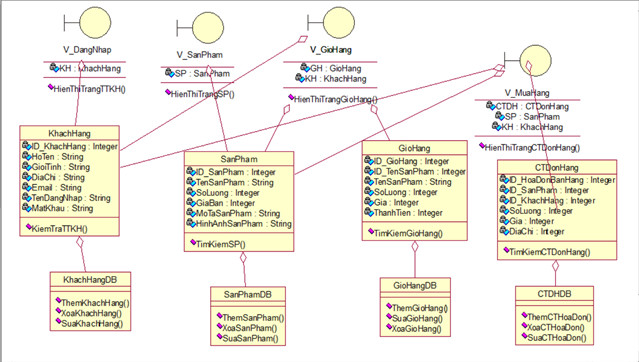 V_DangNhap
KH : KhachHang
HienThiTrangTTKH()
V_SanPham
SP : SanPham
HienThiTrangSP()
V_GioHang
GH : GioHang
KH : KhachHang
HienThiTrangGioHang()
V_MuaHang
CTDH : CTDonHang
SP : SanPham
KH : KhachHang
HienThiTrangCTDonHang()
KhachHang
ID_KhachHang : Integer
HoTen : String
GioiTinh : String
DiaChi : String
Email : String
TenDangNhap : String
MatKhau : String
KiemTraTTKH()
SanPham
ID_SanPham : Integer
TenSanPham : String
SoLuong : Integer
GiaBan : Integer
MoTaSanPham : String
HinhAnhSanPham : String
TimKiemSP()
GioHang
ID_GioHang : Integer
ID_TenSanPham : Integer
TenSanPham : String
SoLuong : Integer
Gia : Integer
ThanhTien : Integer
TimKiemGioHang()
CTDonHang
ID_HoaDonBanHang : Integer
ID_SanPham : Integer
ID_KhachHang : Integer
SoLuong : Integer
Gia : Integer
DiaChi : Integer
TimKiemCTDonHang()
KhachHangDB
ThemKhachHang()
XoaKhachHang()
SuaKhachHang()
SanPhamDB
ThemSanPham()
XoaSanPham()
SuaSanPham()
GioHangDB
ThemGioHang()
SuaGioHang()
XoaGioHang()
CTDHDB
ThemCTHoaDon()
XoaCTHoaDon()
SuaCTHoaDon()